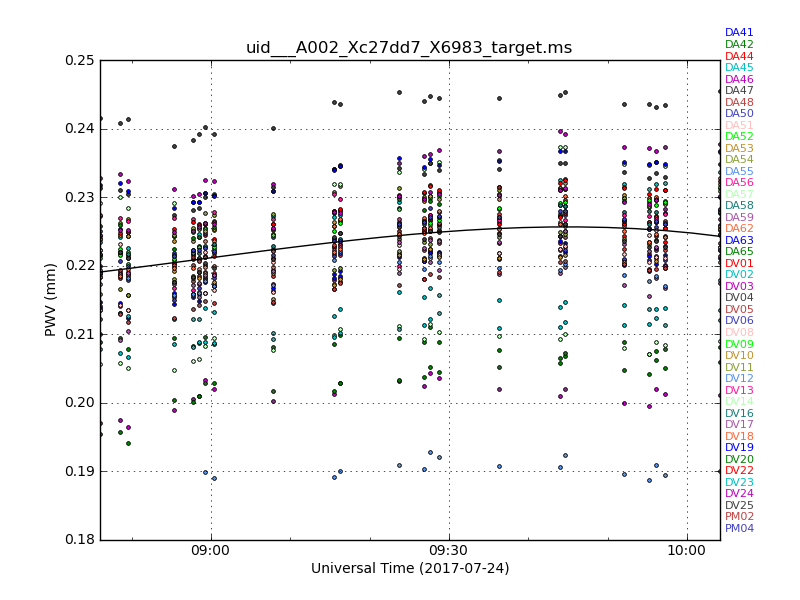 uid___A002_Xc27dd7_X6983_target.ms
0.25
0.24
0.23
0.22
0.21
0.20
0.19
0.18
PWV (mm)
09:00
09:30
10:00
Universal Time (2017-07-24)
DA41
DA42
DA44
DA45
DA46
DA47
DA48
DA50
DA51
DA52
DA53
DA54
DA55
DA56
DA57
DA58
DA59
DA62
DA63
DA65
DV01
DV02
DV03
DV04
DV05
DV06
DV08
DV09
DV10
DV11
DV12
DV13
DV14
DV16
DV17
DV18
DV19
DV20
DV22
DV23
DV24
DV25
PM02
PM04